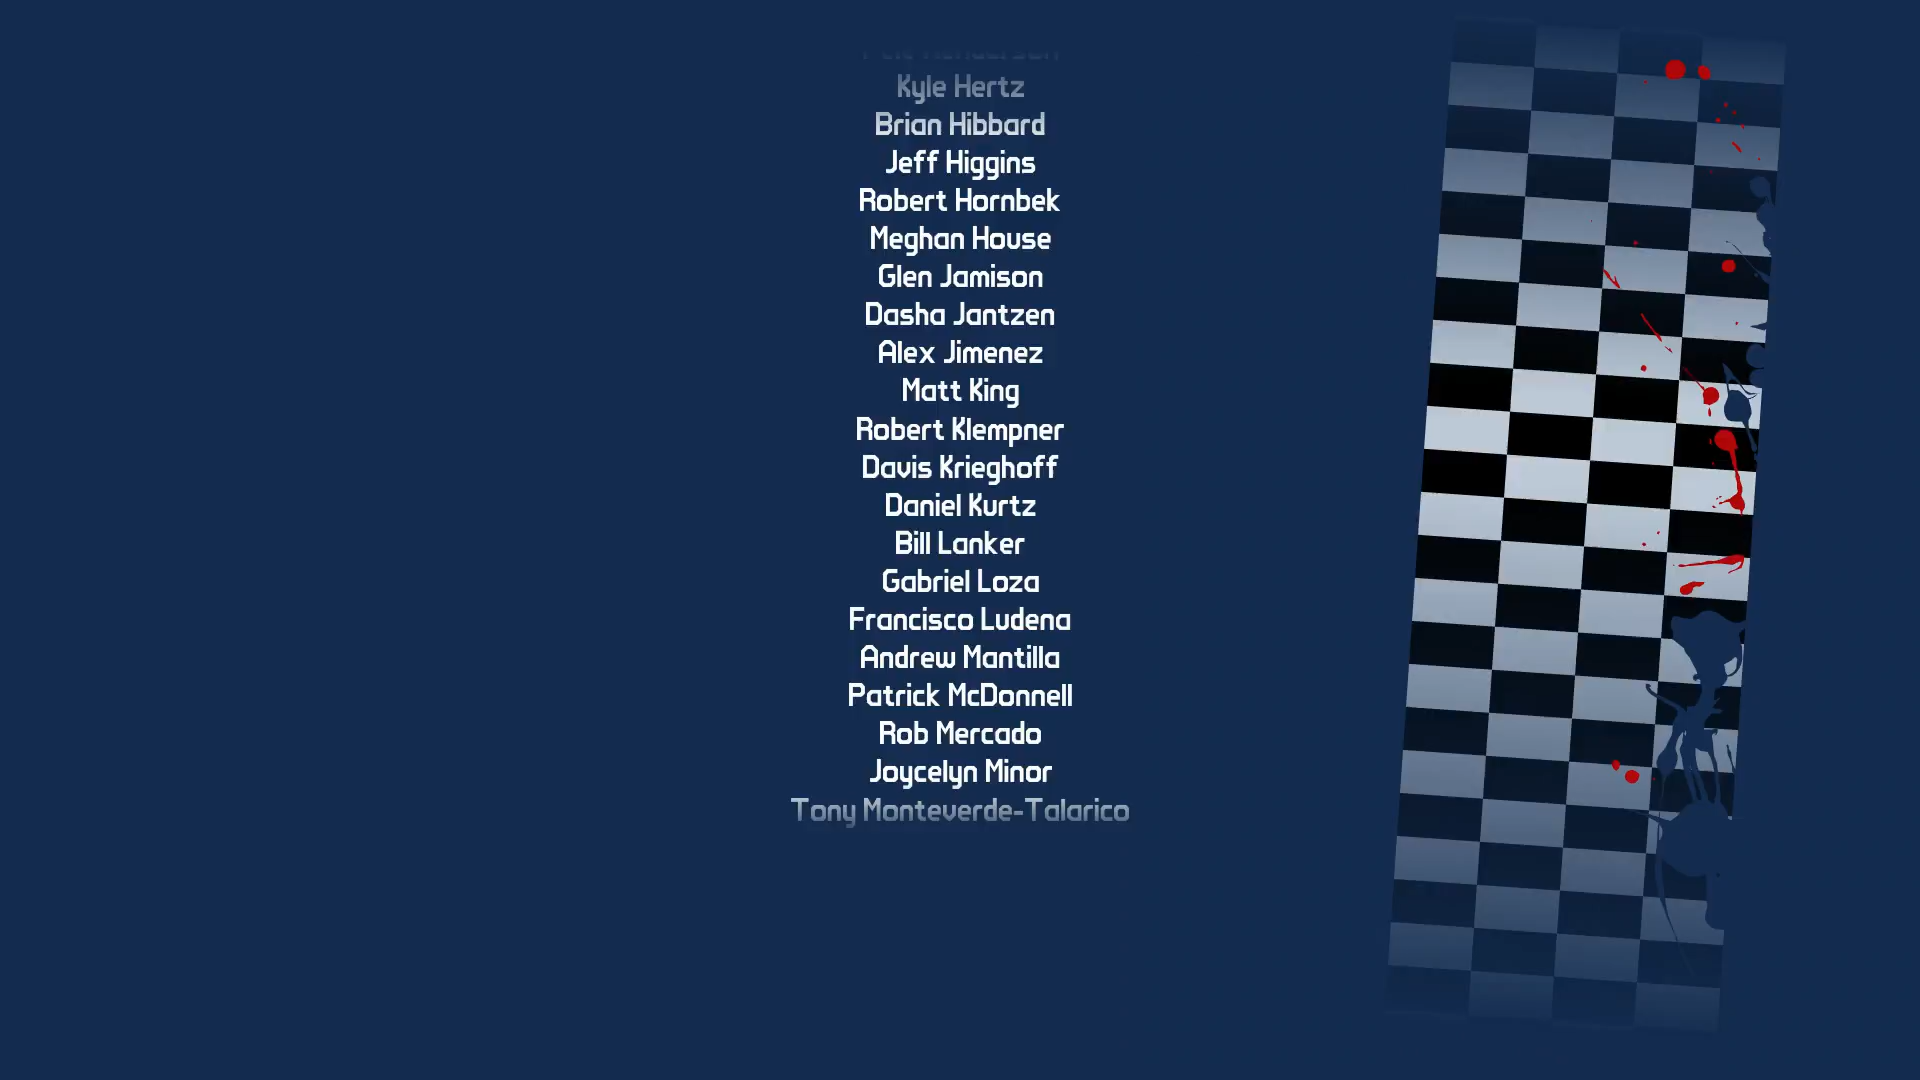 Kyle Hertz
Brian Hibbard
Jeff Higgins
Robert Hornbek
Meghan House
Glen Jamison
Dasha Jantzen
Alex Jimenez
Matt King
Robert Klempner
Davis Krieghoff
Daniel Kurtz
Bill Lanker
Gabriel Loza
Francisco Ludena
Andrew Mantilla
Patrick McDonnell
Rob Mercado
Joycelyn Minor
Tony Monteverde-Talarico